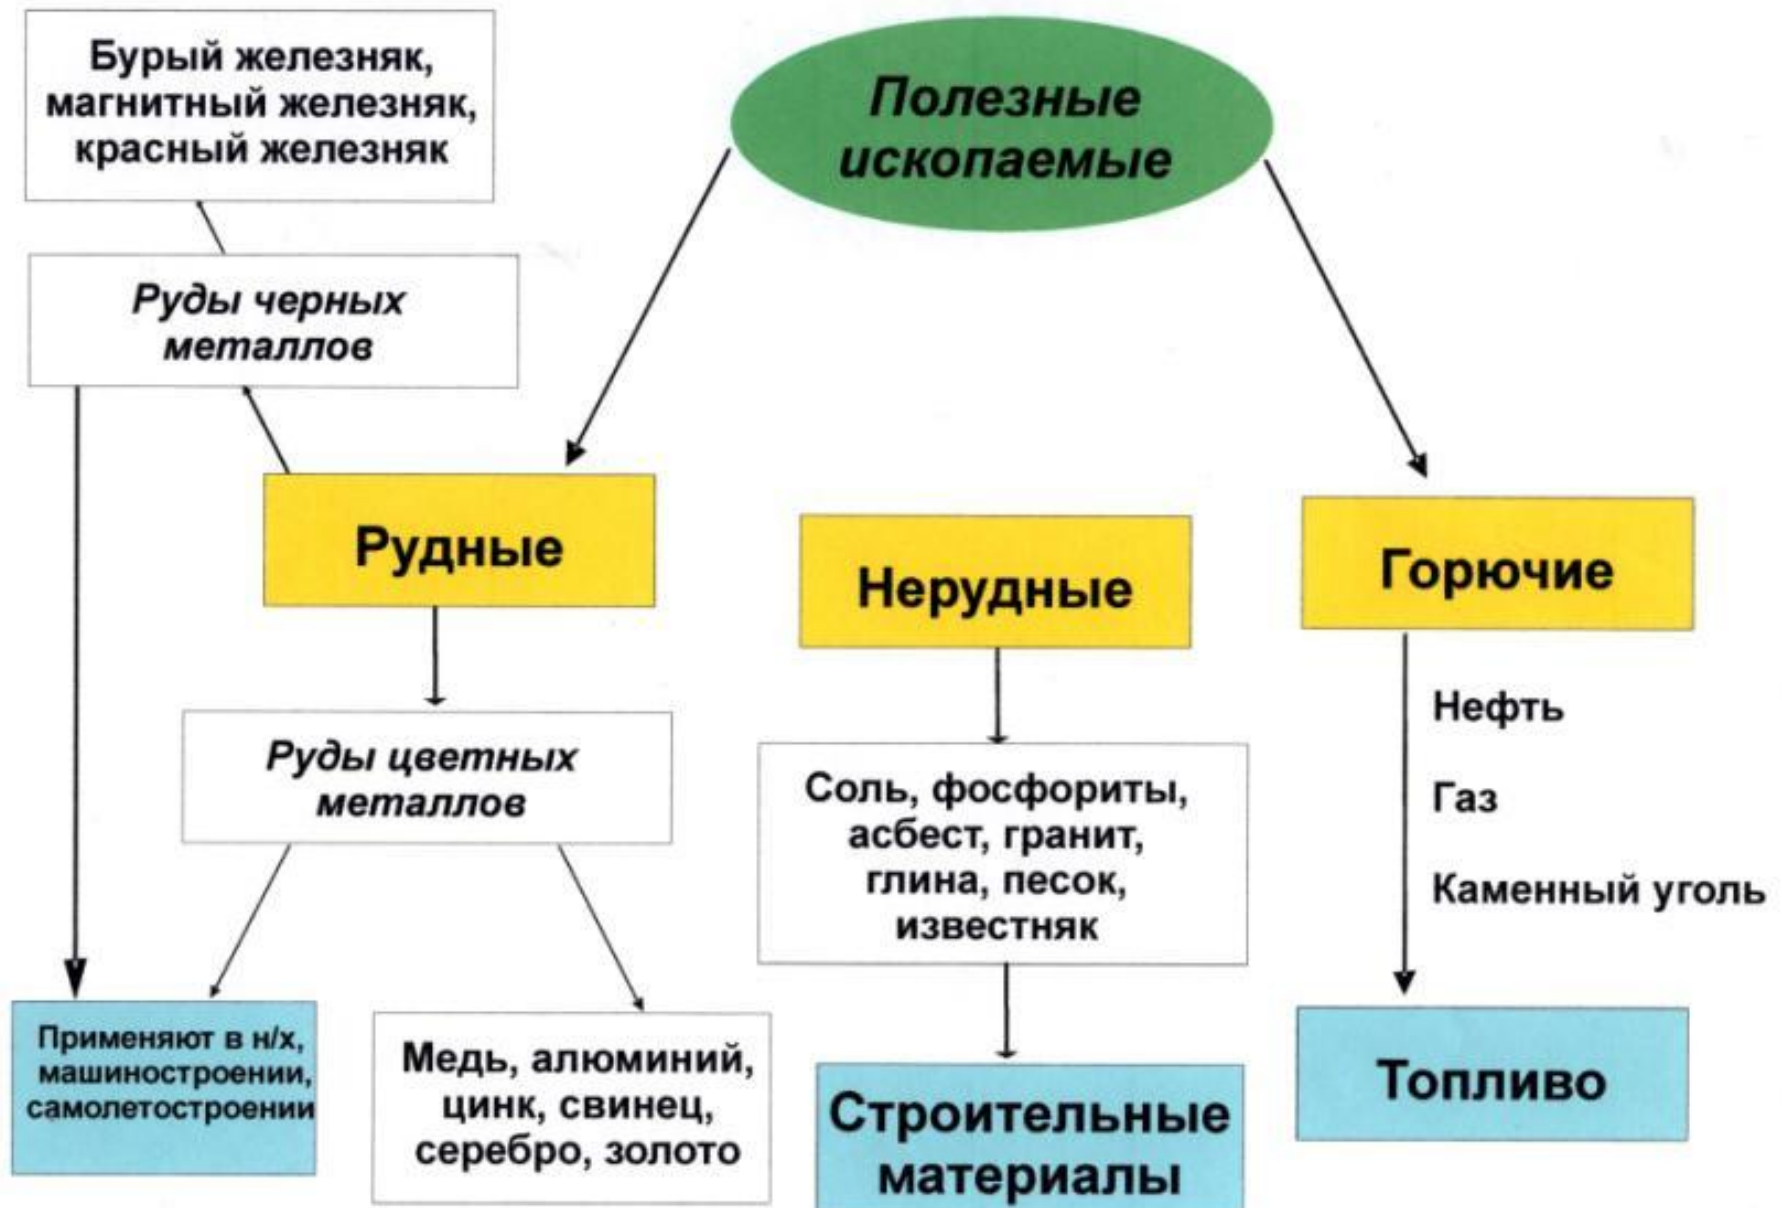 Полезные
ископаемые
Бурый железняк,
магнитный железняк,
красный железняк
Руды черных
металлов
Рудные
Нерудные
Горючие
Руды цветных
металлов
Соль, фосфориты,
асбест, гранит,
глина, песок,
известняк
Нефть
Газ
Каменный уголь
Применяют в н/х,
машиностроении,
самолетостроении
Медь, алюминий,
цинк, свинец,
серебро, золото
Строительные
материалы
Топливо